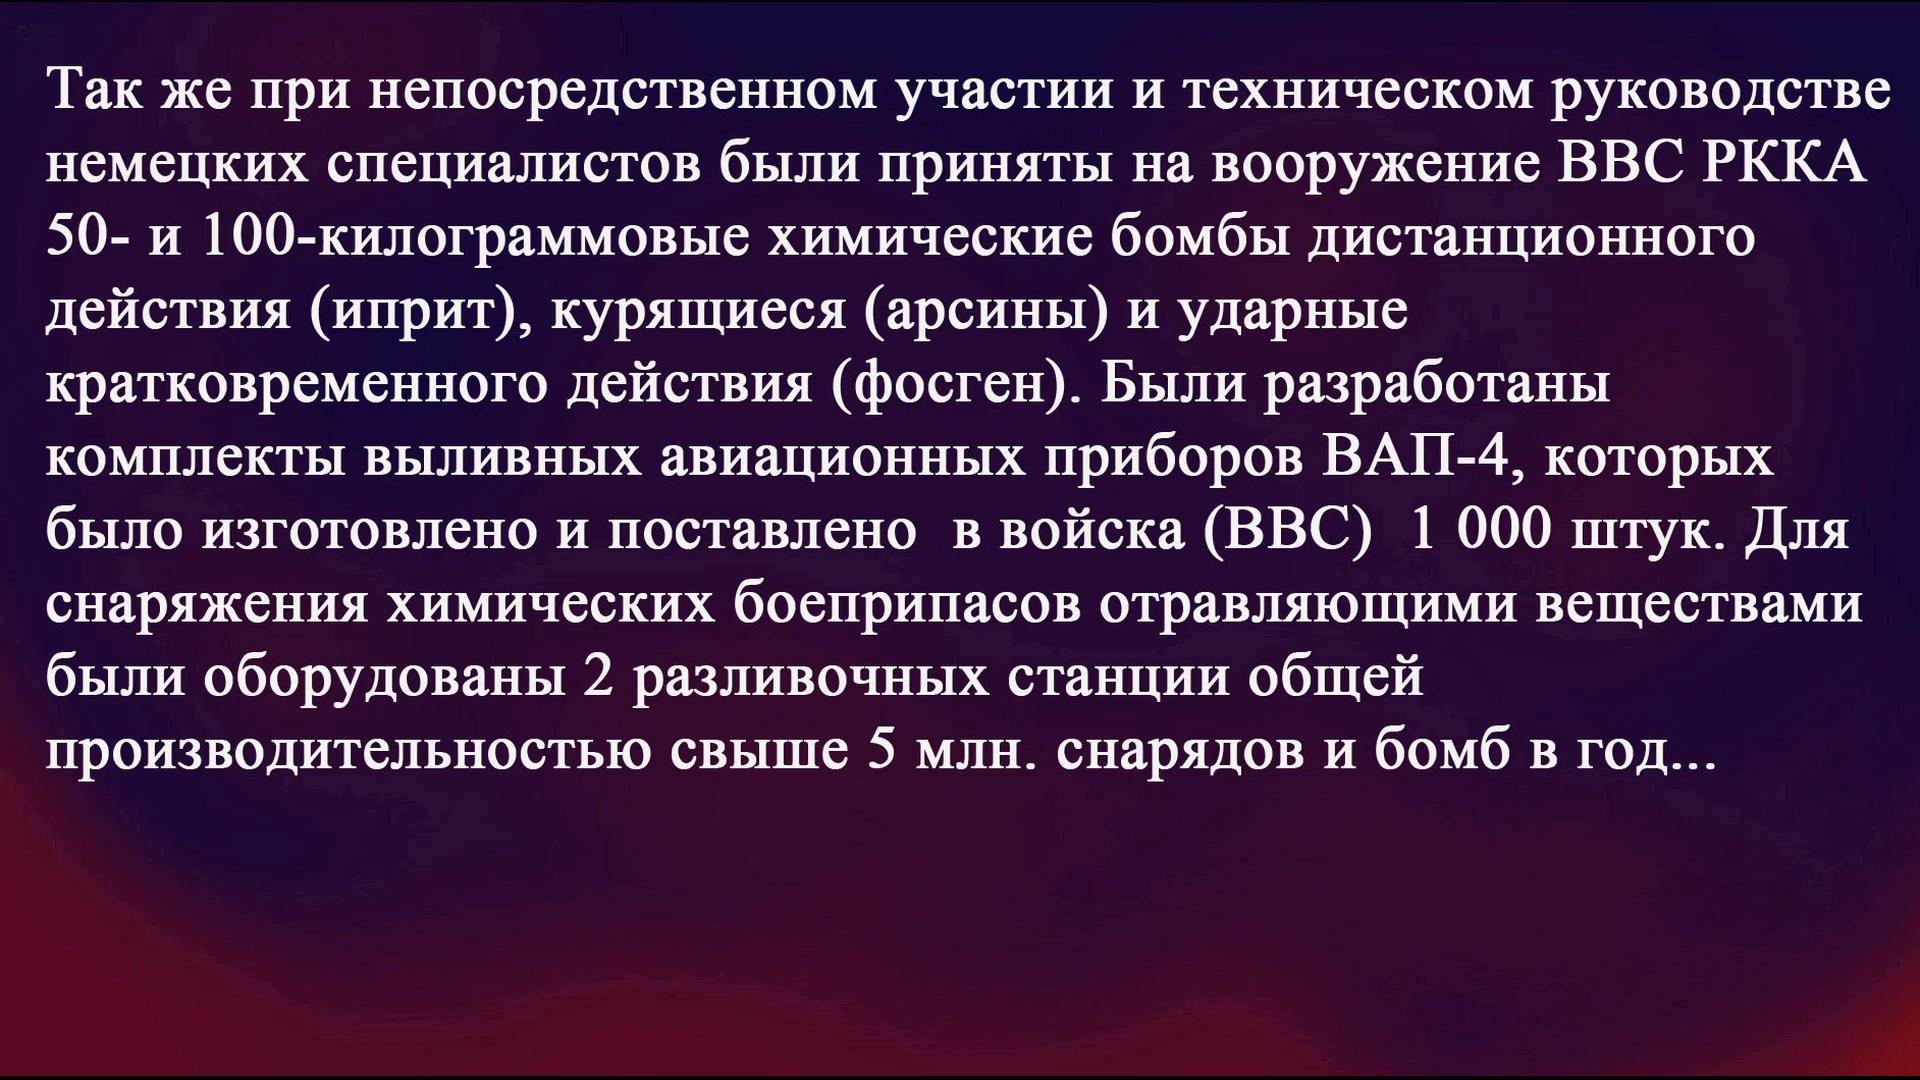 Так же при непосредственном участии и техническом руководстве
немецких специалистов были приняты на вооружение ВВС РККА
50- и 100-килограммовые химические бомбы дистанционного
действия (иприт), курящиеся (арсины) и ударные
кратковременного действия (фосген). Были разработаны
комплекты выливных авиационных приборов ВАП-4, которых
было изготовлено и поставлено  в войска (ВВС)  1 000 штук. Для
снаряжения химических боеприпасов отравляющими веществами
были оборудованы 2 разливочных станции общей
производительностью свыше 5 млн. снарядов и бомб в год...